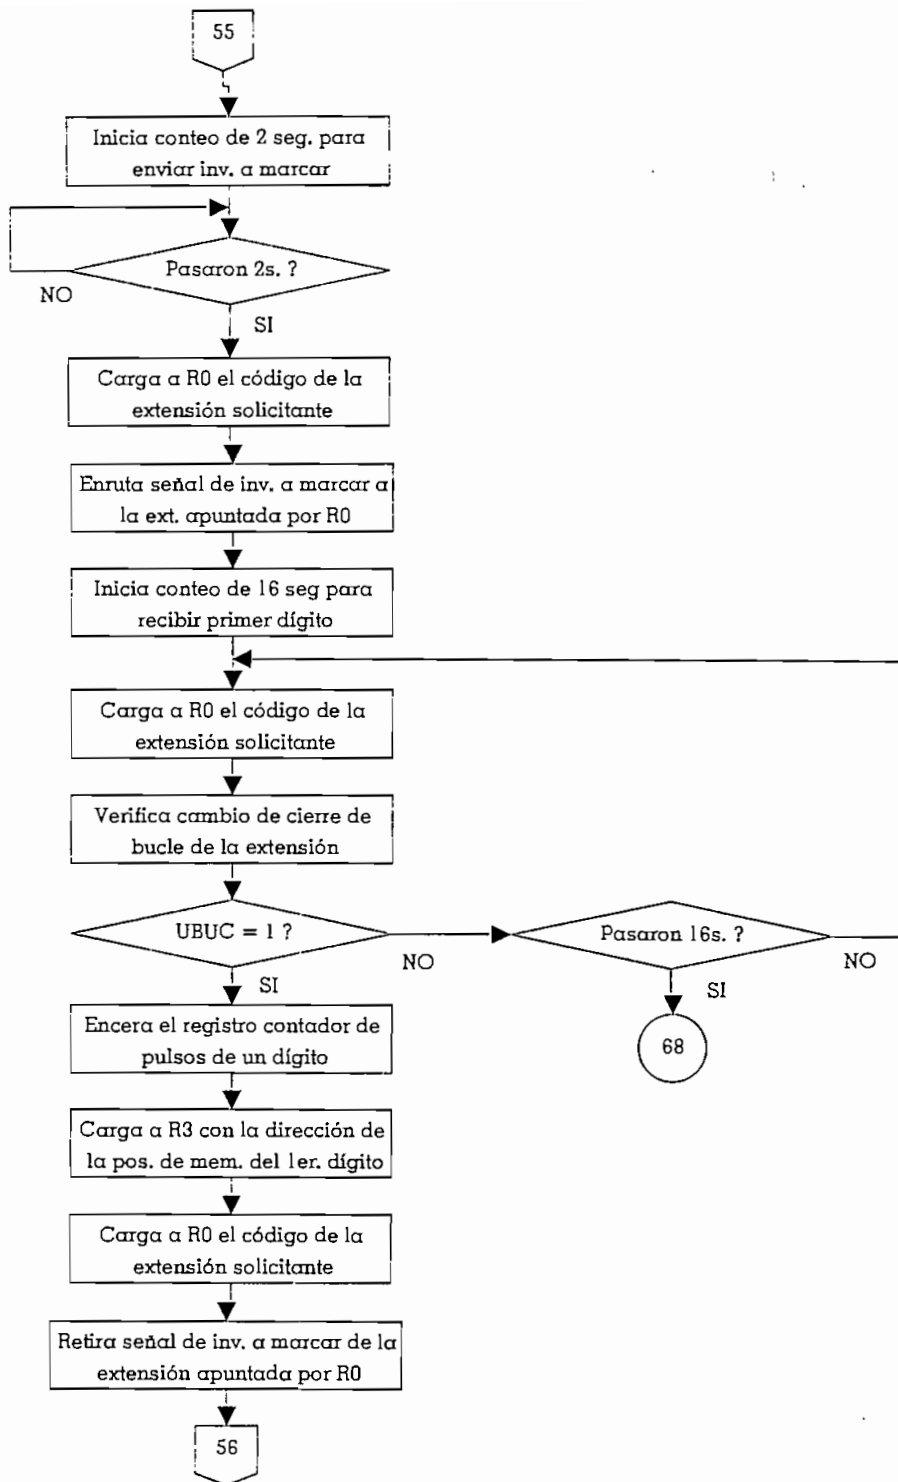 55
Inicia conteo de 2 seg. para
enviar inv. a marcar
Pasaron 2s. ?
NO
SI
Carga a R0 el código de la
extensión solicitante
Enruta señal de inv. a marcar a
la ext. apuntada por R0
Inicia conteo de 16 seg para
recibir primer dígito
Carga a R0 el código de la
extensión solicitante
Verifica cambio de cierre de
bucle de la extensión
UBUC = 1 ?
NO
Pasaron 16s. ?
NO
SI
SI
68
Encera el registro contador de
pulsos de un dígito
Carga a R3 con la dirección de
la pos. de mem. del 1er. dígito
Carga a R0 el código de la
extensión solicitante
Retira señal de inv. a marcar de la
extensión apuntada por R0
56